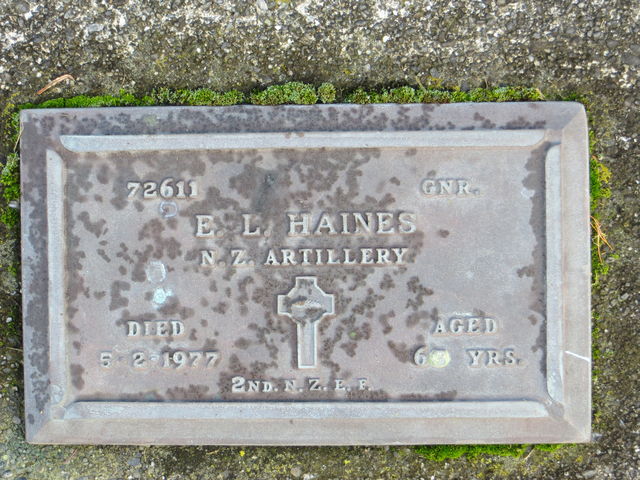 72611 GNR.
E. L. HAINES
N.Z. ARTILLERY
DIED AGED
5-2-1977 YRS.
2ND. N.Z.E.F.